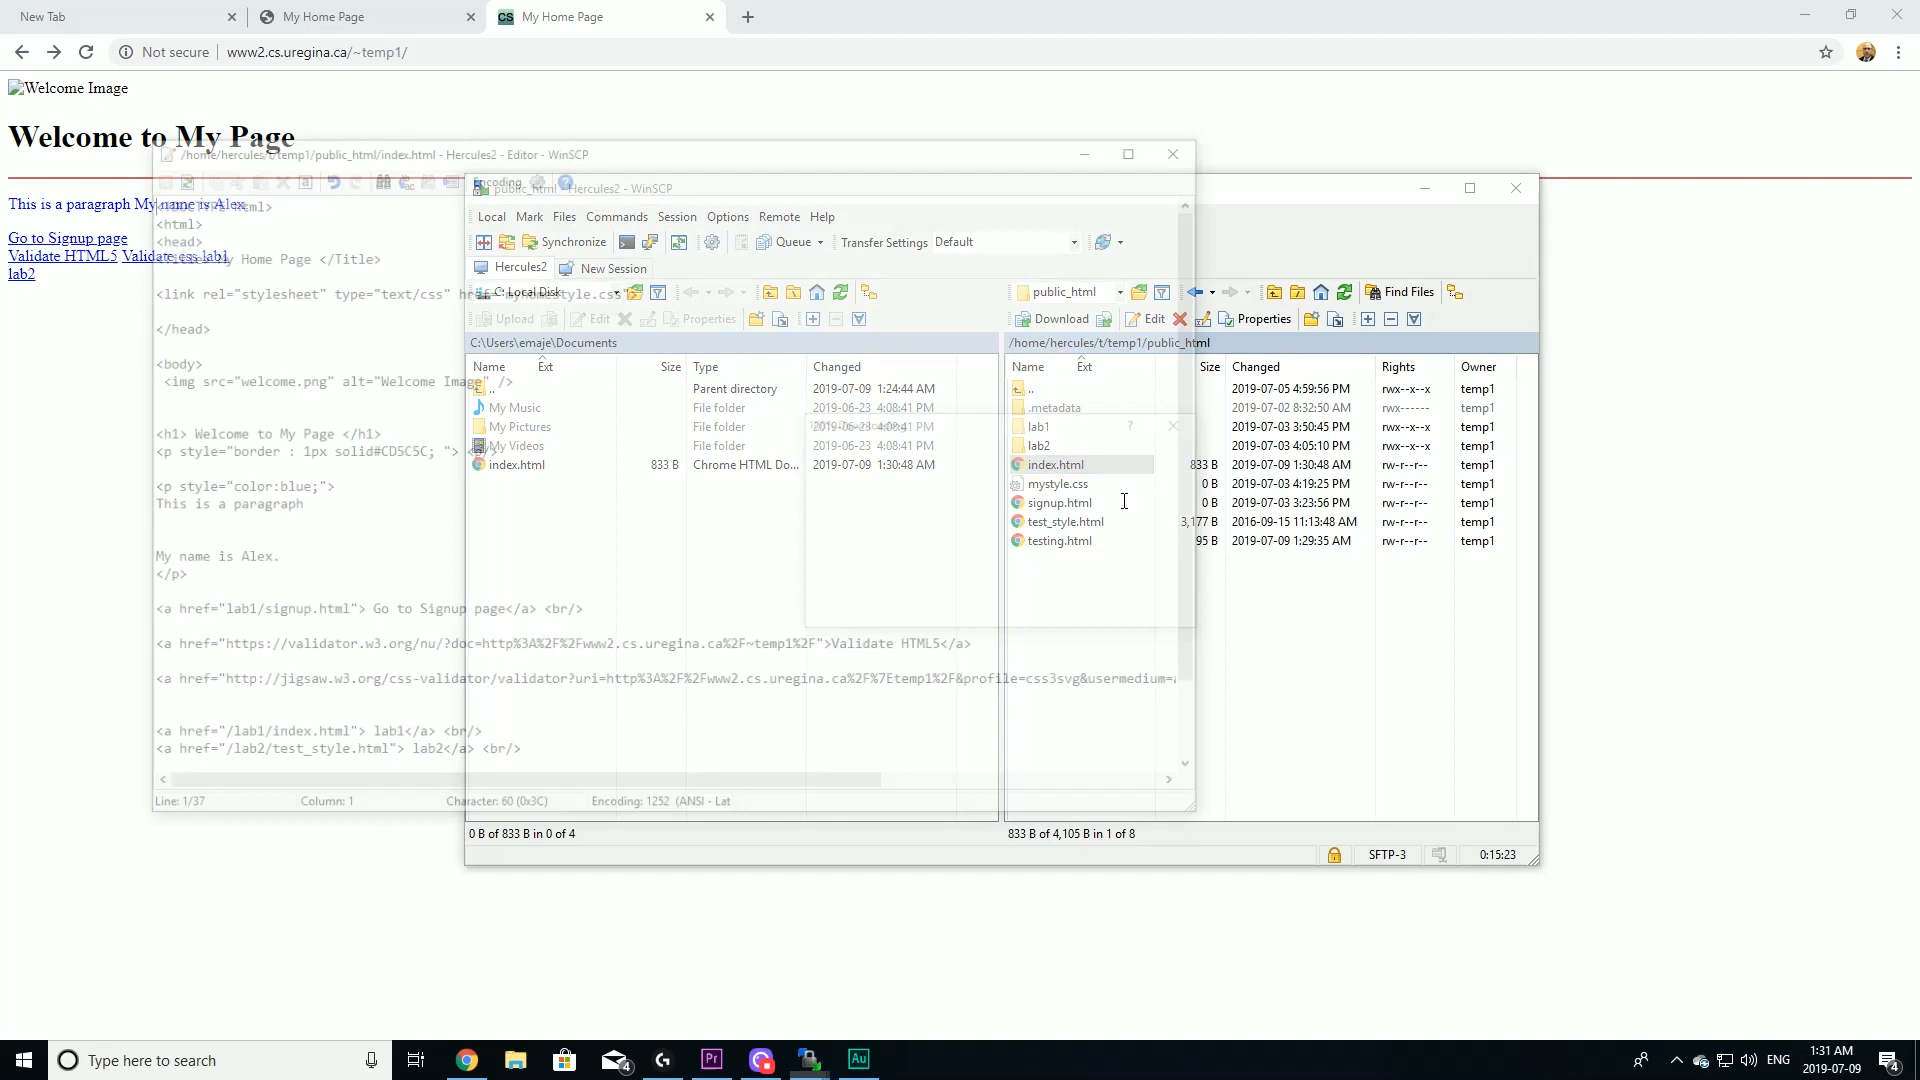 New Tab
My Home Page
CS My Home Page
Not secure
www2.cs.uregina.ca/~temp1/
Welcome Image
Welcome to My Page
This is a paragraph My name is Alex.
Go to Signup page
Validate HTML5 Validate css lab1
lab2
/home/hercules/t/temp1/public_html/index.html - Hercules2 - Editor - WinSCP
Encoding
<html>
<head>
My Home Page </Title>
<link rel="stylesheet" type="text/css" href="myhomestyle.css"
</head>
<body>
<img src="welcome.png" alt="Welcome Image" />
<h1> Welcome to My Page </h1>
<p style="border : 1px solid#CD5C5C; ">
<p style="color:blue;">
This is a paragraph
My name is Alex.
</p>
<a href="lab1/signup.html"> Go to Signup page</a> <br/>
<a href="https://validator.w3.org/nu/?doc=http%3A%2F%2Fwww2.cs.uregina.ca%2F~temp1%2F">Validate HTML5</a>
<a href="http://jigsaw.w3.org/css-validator/validator?uri=http%3A%2F%2Fwww2.cs.uregina.ca%2F%7Etemp1%2F&profile=css3svg&usermedium=a
<a href="/lab1/index.html"> lab1</a> <br/>
<a href="/lab2/test_style.html"> lab2</a> <br/>
Line: 1/37
Column: 1
Character: 60 (0x3C)
Encoding: 1252 (ANSI - Lat
public_html - Hercules2 - WinSCP
Local Mark Files Commands Session Options Remote Help
Synchronize
Queue
Transfer Settings Default
Hercules2
New Session
C: Local Disk
Upload
Edit
Properties
C:\Users\emaje\Documents
Name Ext Size Type Changed
.. Parent directory 2019-07-09 1:24:44 AM
My Music File folder 2019-06-23 4:08:41 PM
My Pictures File folder 2019-06-23 4:08:41 PM
My Videos File folder 2019-06-23 4:08:41 PM
index.html 833 B Chrome HTML Do... 2019-07-09 1:30:48 AM
0 B of 833 B in 0 of 4
public_html
Find Files
Download
Edit
Properties
/home/hercules/t/temp1/public_html
Name Ext Size Changed Rights Owner
.. 2019-07-05 4:59:56 PM rwx--x--x temp1
.metadata 2019-07-02 8:32:50 AM rwx------ temp1
lab1 2019-07-03 3:50:45 PM rwx--x--x temp1
lab2 2019-07-03 4:05:10 PM rwx--x--x temp1
index.html 833 B 2019-07-09 1:30:48 AM rw-r--r-- temp1
mystyle.css 0 B 2019-07-03 4:19:25 PM rw-r--r-- temp1
signup.html 0 B 2019-07-03 3:23:56 PM rw-r--r-- temp1
test_style.html 3,177 B 2016-09-15 11:13:48 AM rw-r--r-- temp1
testing.html 95 B 2019-07-09 1:29:35 AM rw-r--r-- temp1
833 B of 4,105 B in 1 of 8
SFTP-3
0:15:23
Type here to search
4
Pr
Au
ENG
1:31 AM
2019-07-09
4